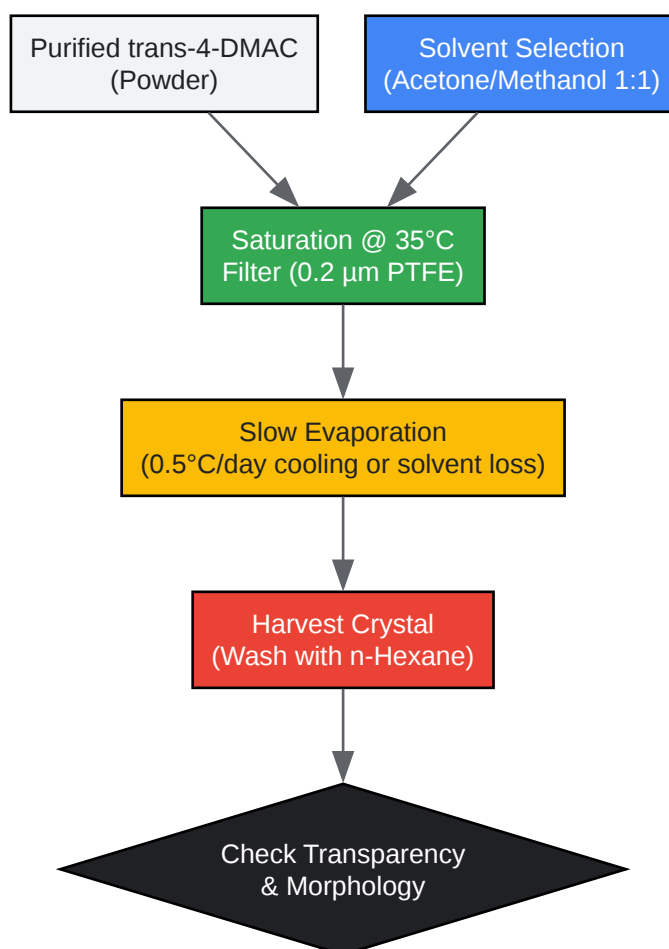 Purified trans-4-DMAC
(Powder)
Solvent Selection
(Acetone/Methanol 1:1)
Saturation @ 35°C
Filter (0.2 µm PTFE)
Slow Evaporation
(0.5°C/day cooling or solvent loss)
Harvest Crystal
(Wash with n-Hexane)
Check Transparency
& Morphology